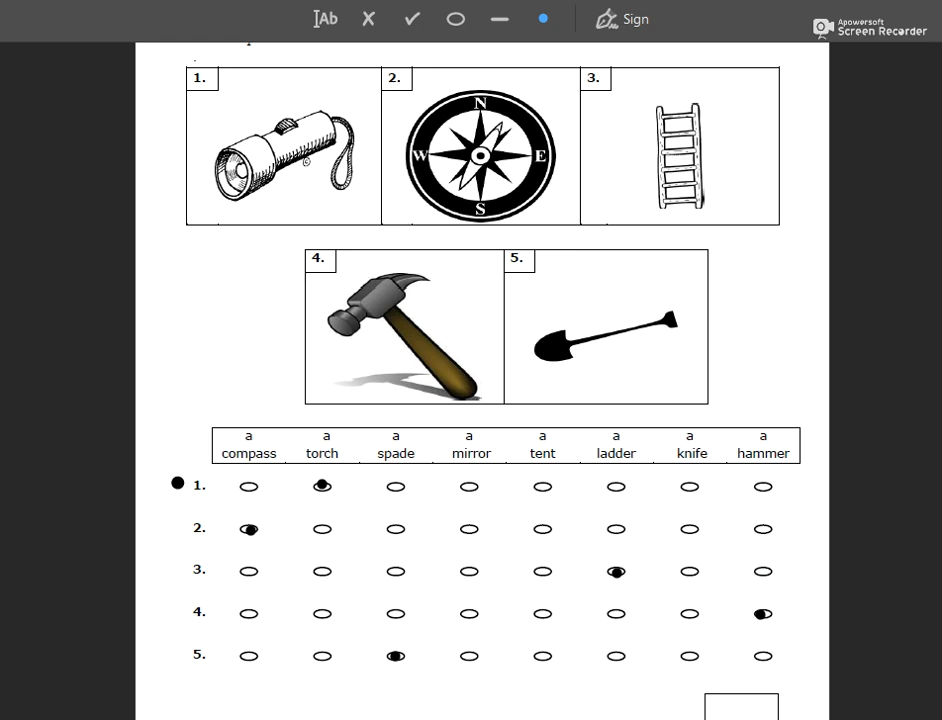 Ab
Sign
Apowersoft
Screen Recorder
1.
2.
3.
N
W
E
S
©
4.
5.
a a a a a a a a
compass torch spade mirror tent ladder knife hammer
1.
2.
3.
4.
5.